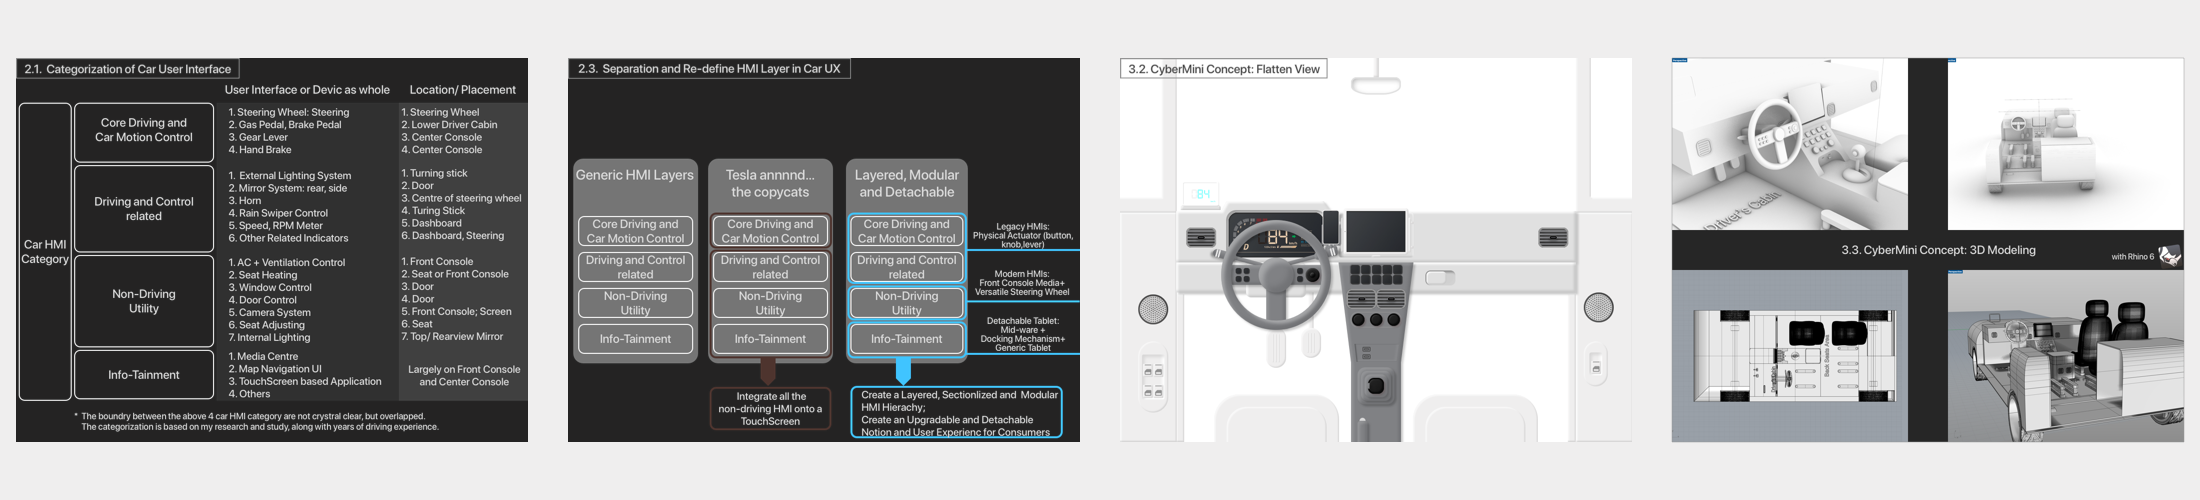 2.1. Categorization of Car User Interface
User Interface or Devic as whole
Location/ Placement
Car HMI
Category
Core Driving and
Car Motion Control
1. Steering Wheel: Steering
2. Gas Pedal, Brake Pedal
3. Gear Lever
4. Hand Brake
1. Steering Wheel
2. Lower Driver Cabin
3. Center Console
4. Center Console
Driving and Control
related
1. External Lighting System
2. Mirror System: rear, side
3. Horn
4. Rain Swiper Control
5. Speed, RPM Meter
6. Other Related Indicators
1. Turning stick
2. Door
3. Centre of steering wheel
4. Turing Stick
5. Dashboard
6. Dashboard, Steering
Non-Driving
Utility
1. AC + Ventilation Control
2. Seat Heating
3. Window Control
4. Door Control
5. Camera System
6. Seat Adjusting
7. Internal Lighting
1. Front Console
2. Seat or Front Console
3. Door
4. Door
5. Front Console; Screen
6. Seat
7. Top/ Rearview Mirror
Info-Tainment
1. Media Centre
2. Map Navigation UI
3. TouchScreen based Application
4. Others
Largely on Front Console
and Center Console
* The boundry between the above 4 car HMI category are not crystral clear, but overlapped.
The categorization is based on my research and study, along with years of driving experience.
2.3. Separation and Re-define HMI Layer in Car UX
Generic HMI Layers
Core Driving and
Car Motion Control
Driving and Control
related
Non-Driving
Utility
Info-Tainment
Tesla annnnd...
the copycats
Core Driving and
Car Motion Control
Driving and Control
related
Non-Driving
Utility
Info-Tainment
Integrate all the
non-driving HMI onto a
TouchScreen
Layered, Modular
and Detachable
Core Driving and
Car Motion Control
Driving and Control
related
Non-Driving
Utility
Info-Tainment
Create a Layered, Sectionlized and Modular
HMI Hierachy;
Create an Upgradable and Detachable
Notion and User Experienc for Consumers
Legacy HMIs:
Physical Actuator (button,
knob,lever)
Modern HMIs:
Front Console Media+
Versatile Steering Wheel
Detachable Tablet:
Mid-ware +
Docking Mechanism+
Generic Tablet
3.2. CyberMini Concept: Flatten View
84
84
D
Driver's Cabin
3.3. CyberMini Concept: 3D Modeling
with Rhino 6
Back Seats Area